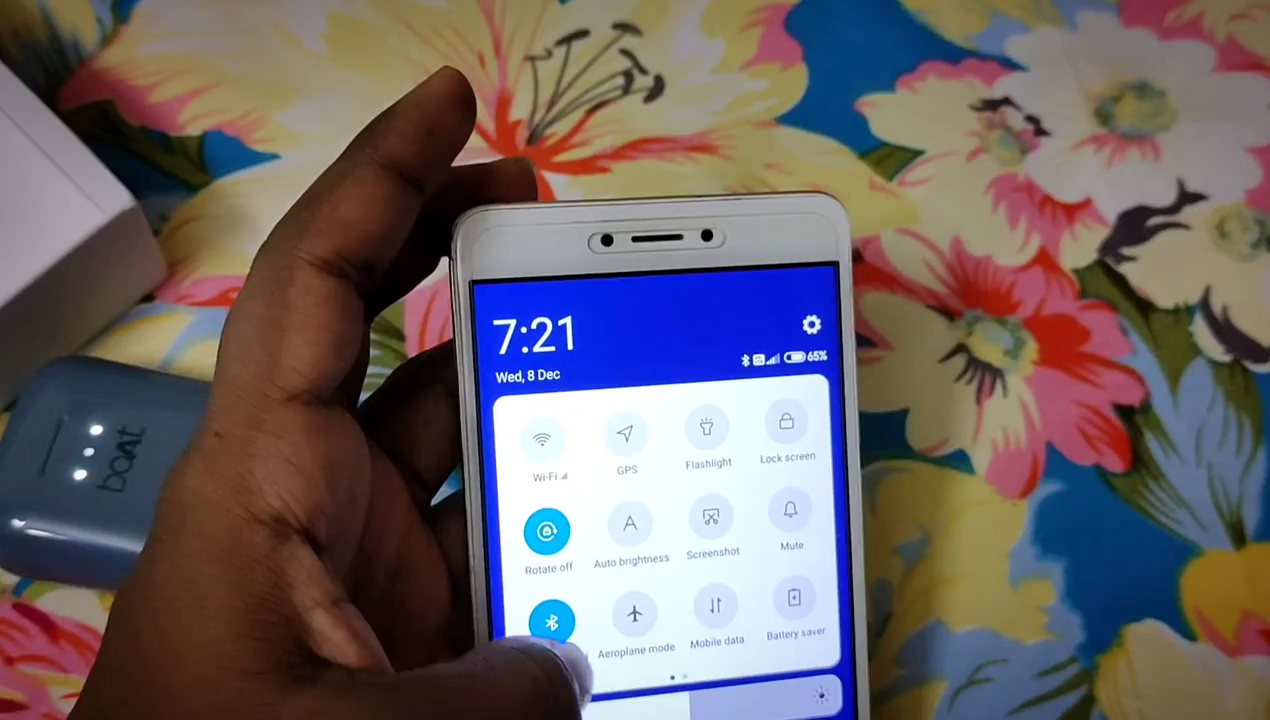 7:21
Wed, 8 Dec
65%
Wi-Fi
GPS
Flashlight
Lock screen
Rotate off
Auto brightness
Screenshot
Mute
Aeroplane mode
Mobile data
Battery saver
boAt